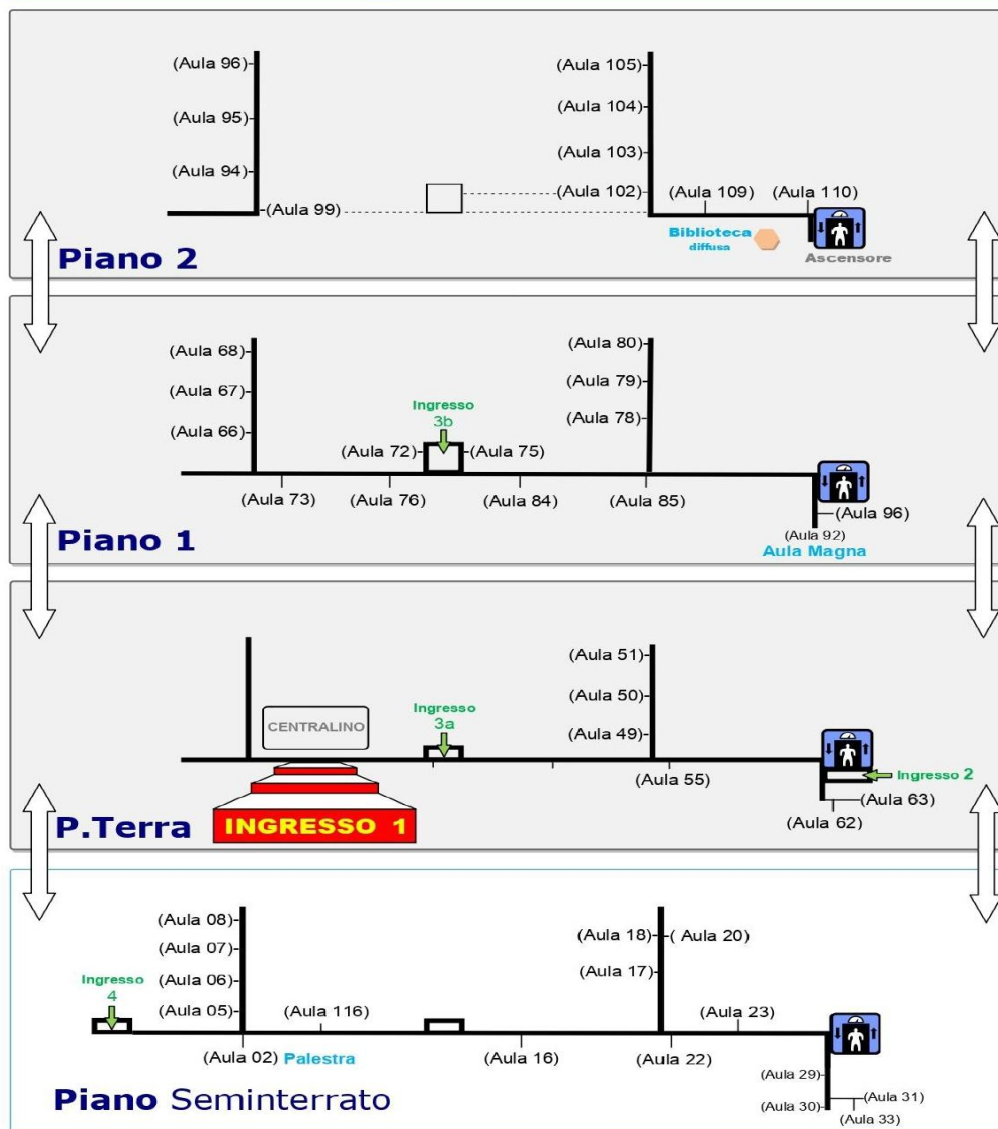 (Aula 96)
(Aula 105)
(Aula 95)
(Aula 104)
(Aula 94)
(Aula 103)
(Aula 102)
(Aula 99)
(Aula 109)
(Aula 110)
Biblioteca
diffusa
Ascensore
Piano 2
(Aula 68)
(Aula 80)
(Aula 67)
(Aula 79)
(Aula 66)
Ingresso
3b
(Aula 78)
(Aula 72)
(Aula 75)
(Aula 73)
(Aula 76)
(Aula 84)
(Aula 85)
(Aula 96)
(Aula 92)
Aula Magna
Piano 1
(Aula 51)
(Aula 50)
CENTRALINO
Ingresso
3a
(Aula 49)
Ingresso 2
(Aula 55)
(Aula 63)
(Aula 62)
INGRESSO 1
P.Terra
(Aula 08)
(Aula 07)
(Aula 18)
( Aula 20)
(Aula 06)
(Aula 17)
Ingresso
4
(Aula 05)
(Aula 116)
(Aula 23)
(Aula 02)
Palestra
(Aula 16)
(Aula 22)
(Aula 29)
(Aula 31)
(Aula 30)
(Aula 33)
Piano Seminterrato